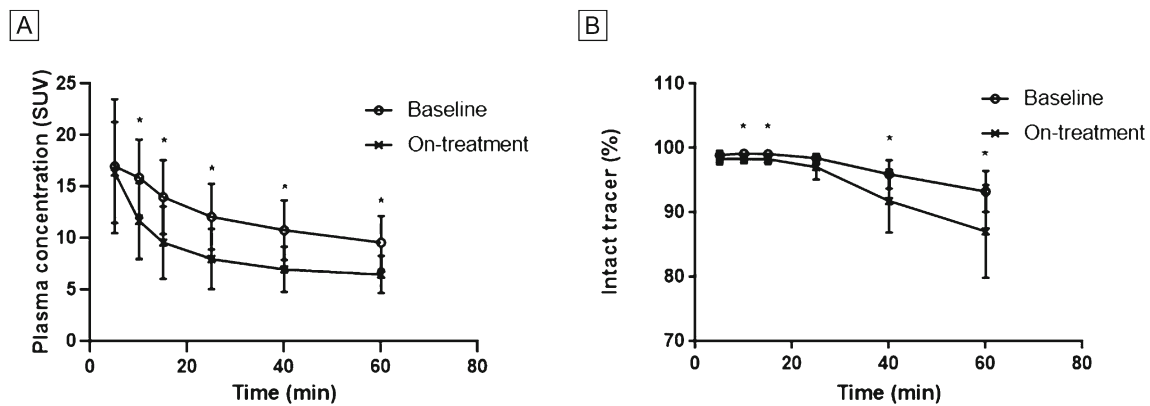 A
Plasma concentration (SUV)
25
20
15
10
5
0
0 20 40 60 80
Time (min)
Baseline
On-treatment
* * * * *
B
Intact tracer (%)
110
100
90
80
70
0 20 40 60 80
Time (min)
Baseline
On-treatment
* * * *